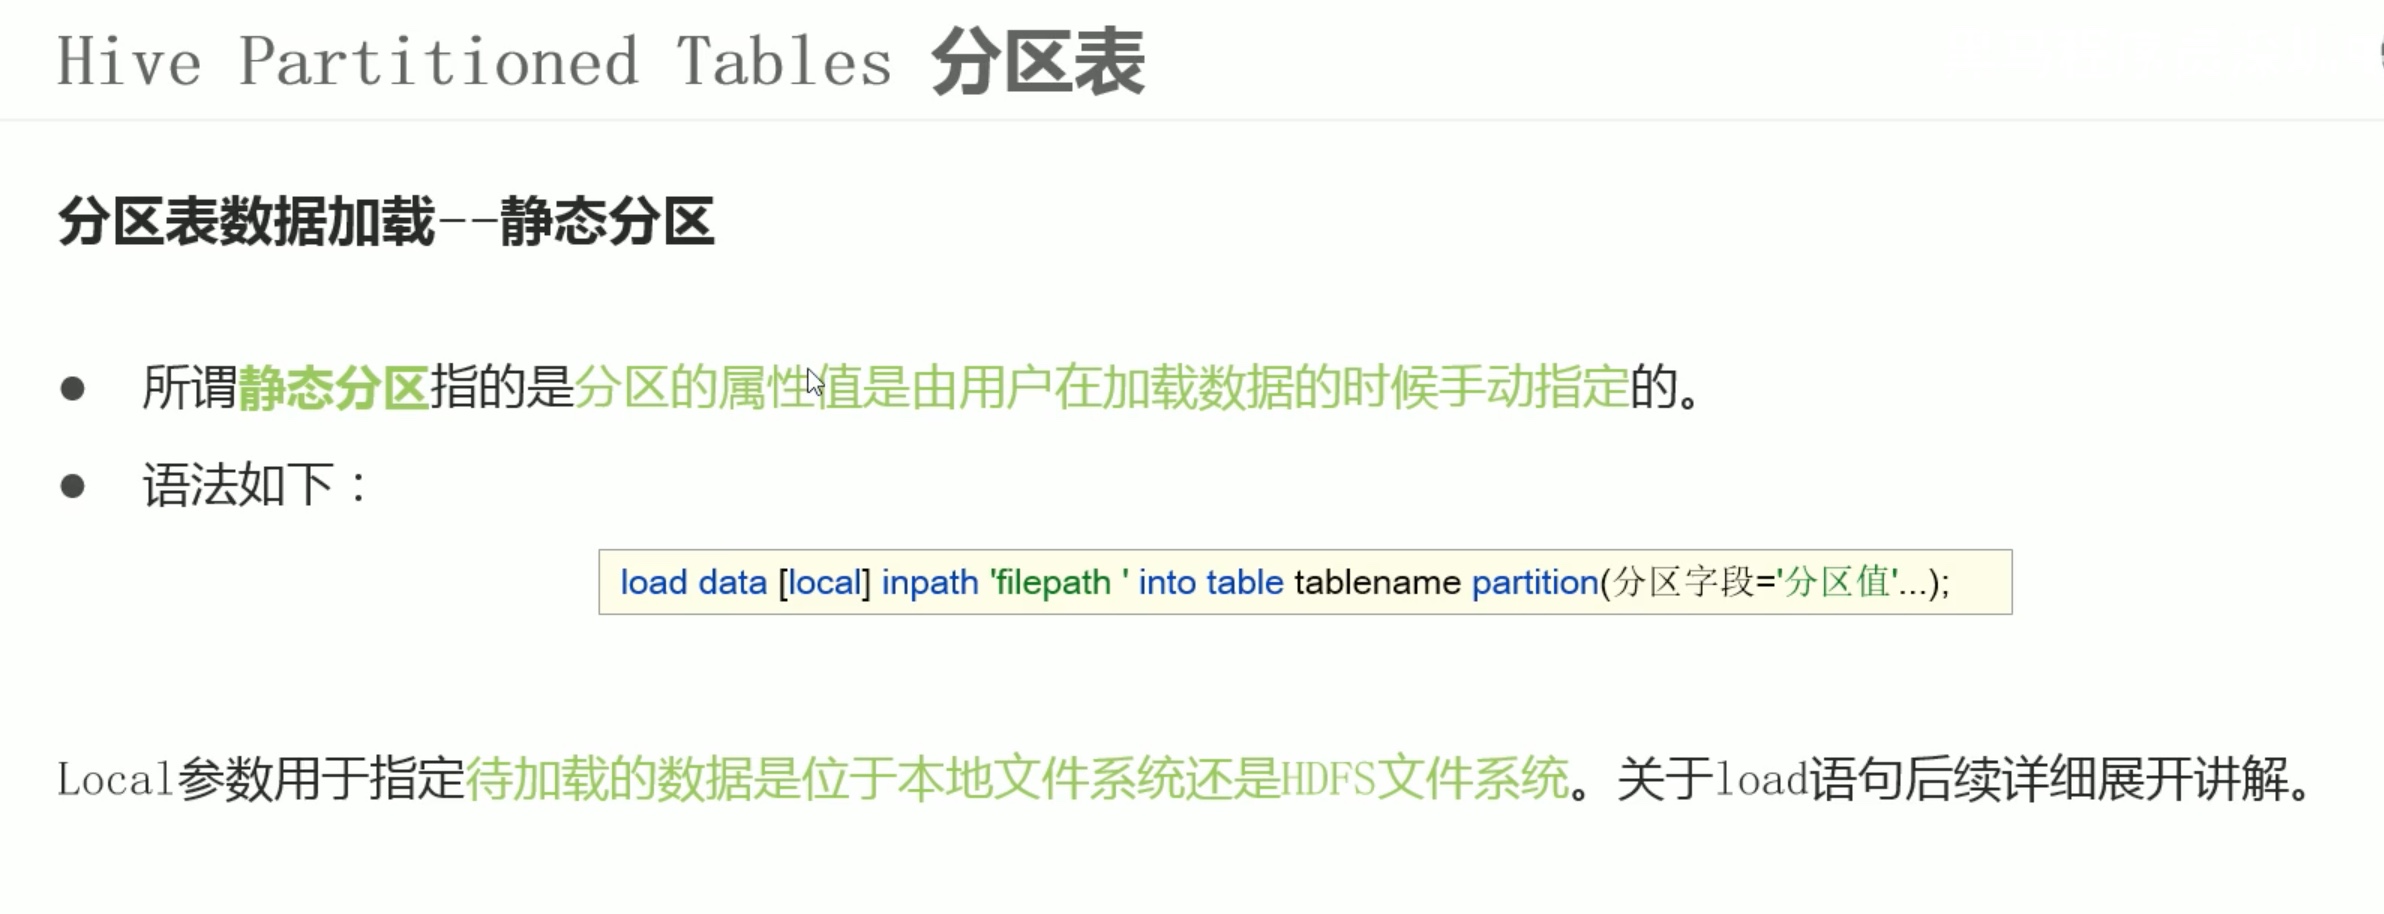 Hive Partitioned Tables 分区表
分区表数据加载--静态分区
● 所谓静态分区指的是分区的属性值是由用户在加载数据的时候手动指定的。
● 语法如下：
load data [local] inpath 'filepath ' into table tablename partition(分区字段='分区值'...);
Local参数用于指定待加载的数据是位于本地文件系统还是HDFS文件系统。关于load语句后续详细展开讲解。